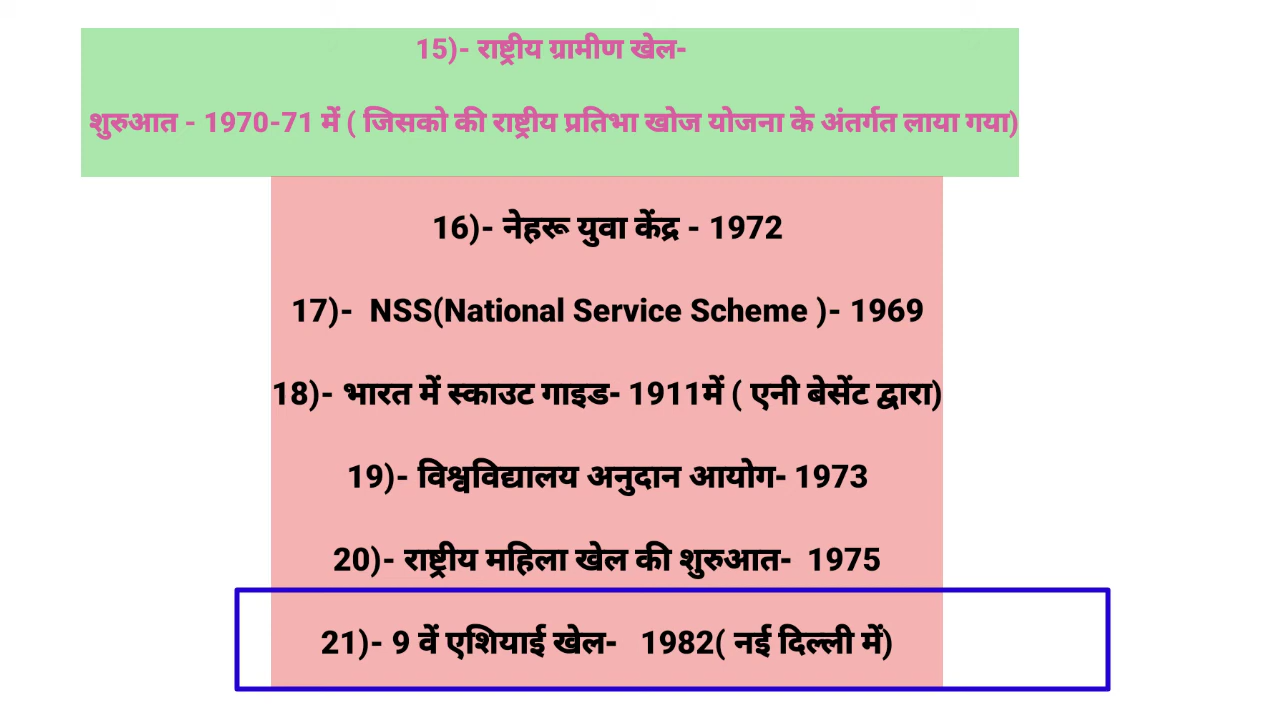 15)- राष्ट्रीय ग्रामीण खेल-
शुरुआत - 1970-71 में ( जिसको की राष्ट्रीय प्रतिभा खोज योजना के अंतर्गत लाया गया)
16)- नेहरू युवा केंद्र - 1972
17)- NSS(National Service Scheme )- 1969
18)- भारत में स्काउट गाइड- 1911में ( एनी बेसेंट द्वारा)
19)- विश्वविद्यालय अनुदान आयोग- 1973
20)- राष्ट्रीय महिला खेल की शुरुआत- 1975
21)- 9 वें एशियाई खेल- 1982( नई दिल्ली में)